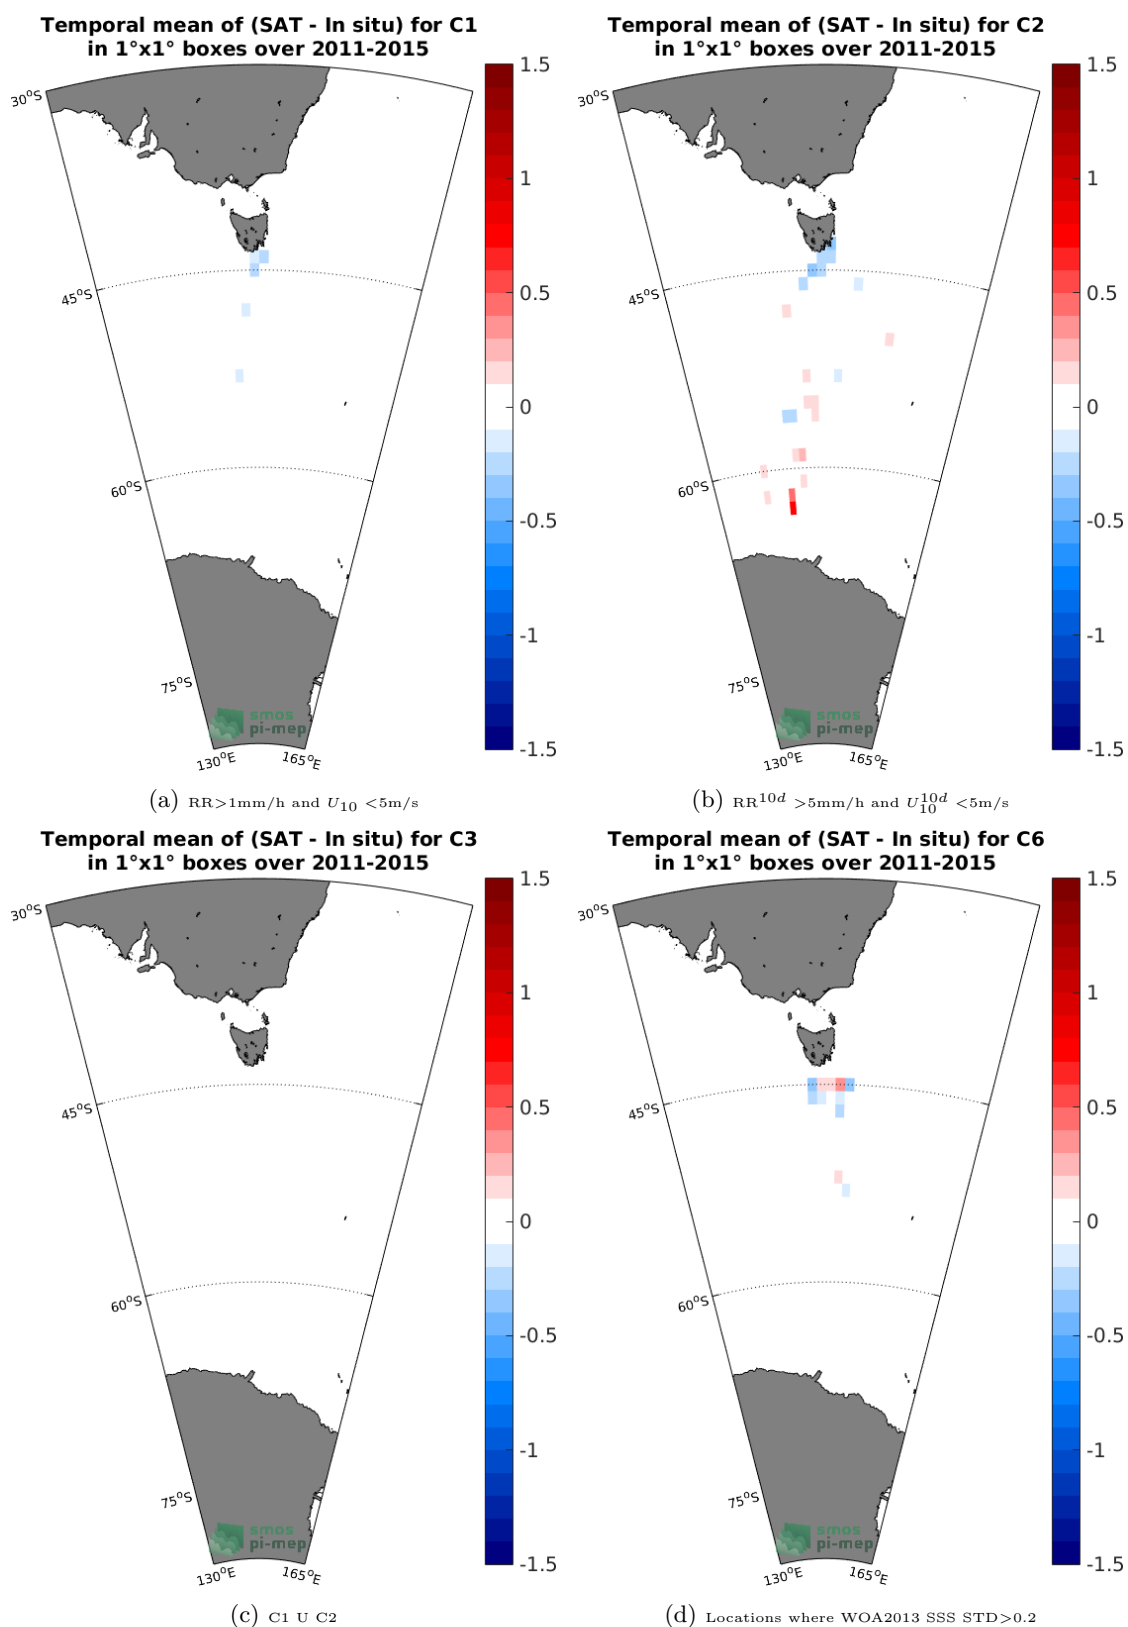 Temporal mean of (SAT - In situ) for C1
in 1°x1° boxes over 2011-2015
30°S
45°S
60°S
75°S
130°E
165°E
1.5
1
0.5
0
-0.5
-1
-1.5
smos
pi-mep
(a) RR>1mm/h and U10 <5m/s
Temporal mean of (SAT - In situ) for C2
in 1°x1° boxes over 2011-2015
30°S
45°S
60°S
75°S
130°E
165°E
1.5
1
0.5
0
-0.5
-1
-1.5
smos
pi-mep
(b) RR10d >5mm/h and U10d10 <5m/s
Temporal mean of (SAT - In situ) for C3
in 1°x1° boxes over 2011-2015
30°S
45°S
60°S
75°S
130°E
165°E
1.5
1
0.5
0
-0.5
-1
-1.5
smos
pi-mep
(c) C1 U C2
Temporal mean of (SAT - In situ) for C6
in 1°x1° boxes over 2011-2015
30°S
45°S
60°S
75°S
130°E
165°E
1.5
1
0.5
0
-0.5
-1
-1.5
smos
pi-mep
(d) Locations where WOA2013 SSS STD>0.2